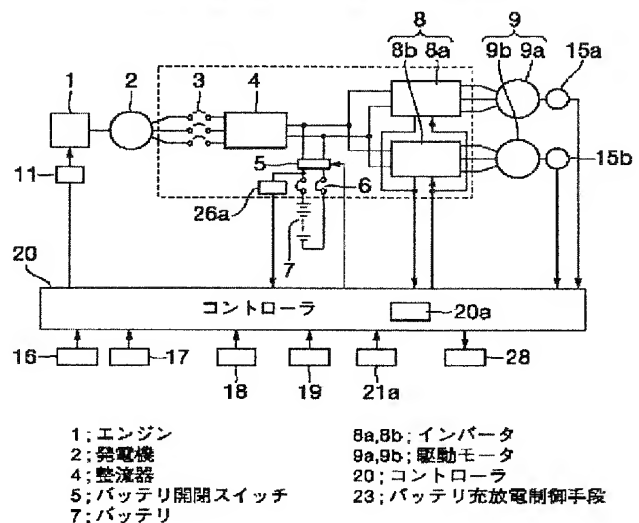 8
9
8b 8a
9b 9a
15a
1
2
3
4
11
5
6
15b
26a
7
20
コントローラ
20a
16
17
18
19
21a
28
1;エンジン
2;発電機
4;整流器
5;バッテリ開閉スイッチ
7;バッテリ
8a,8b;インバータ
9a,9b;駆動モータ
20;コントローラ
23;バッテリ充放電制御手段